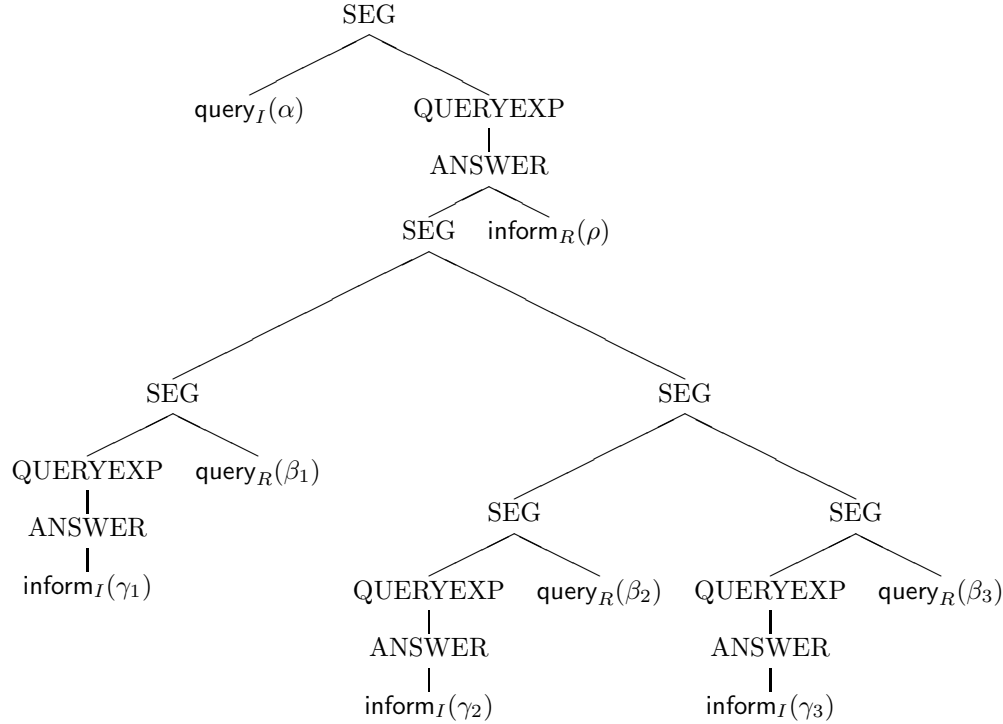 SEG
query_I(α) QUERYEXP
ANSWER
SEG inform_R(ρ)
SEG SEG
QUERYEXP query_R(β₁)
SEG SEG
ANSWER
inform_I(γ₁) QUERYEXP query_R(β₂) QUERYEXP query_R(β₃)
ANSWER ANSWER
inform_I(γ₂) inform_I(γ₃)